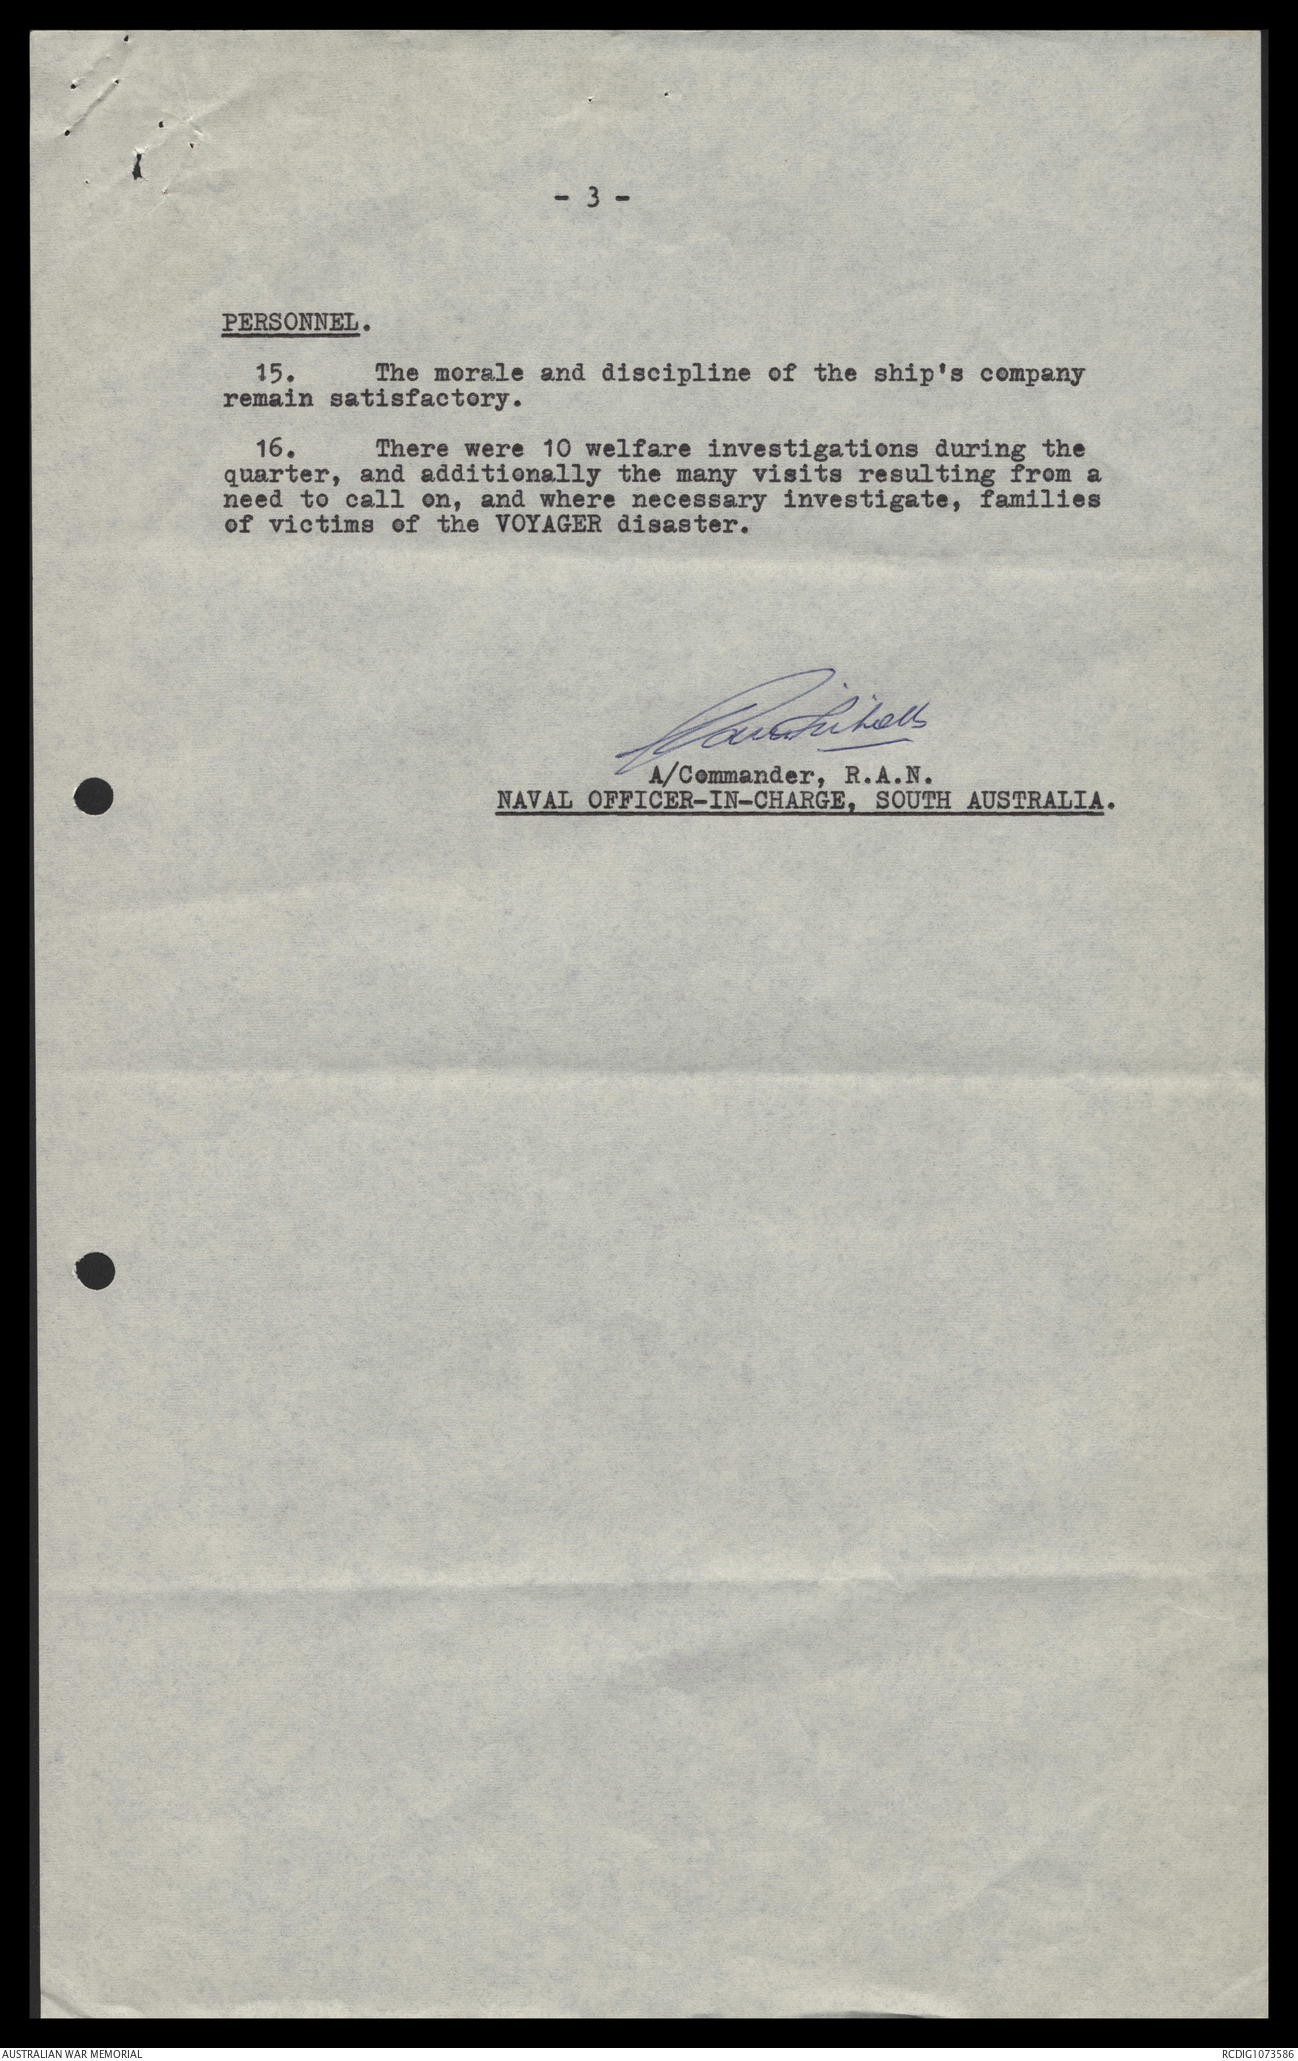 - 3 -
PERSONNEL.
15. The morale and discipline of the ship's company
remain satisfactory.
16. There were 10 welfare investigations during the
quarter, and additionally the many visits resulting from a
need to call on, and where necessary investigate, families
of victims of the VOYAGER disaster.
A/Commander, R.A.N.
NAVAL OFFICER-IN-CHARGE, SOUTH AUSTRALIA.
AUSTRALIAN WAR MEMORIAL
RCDIG1073586